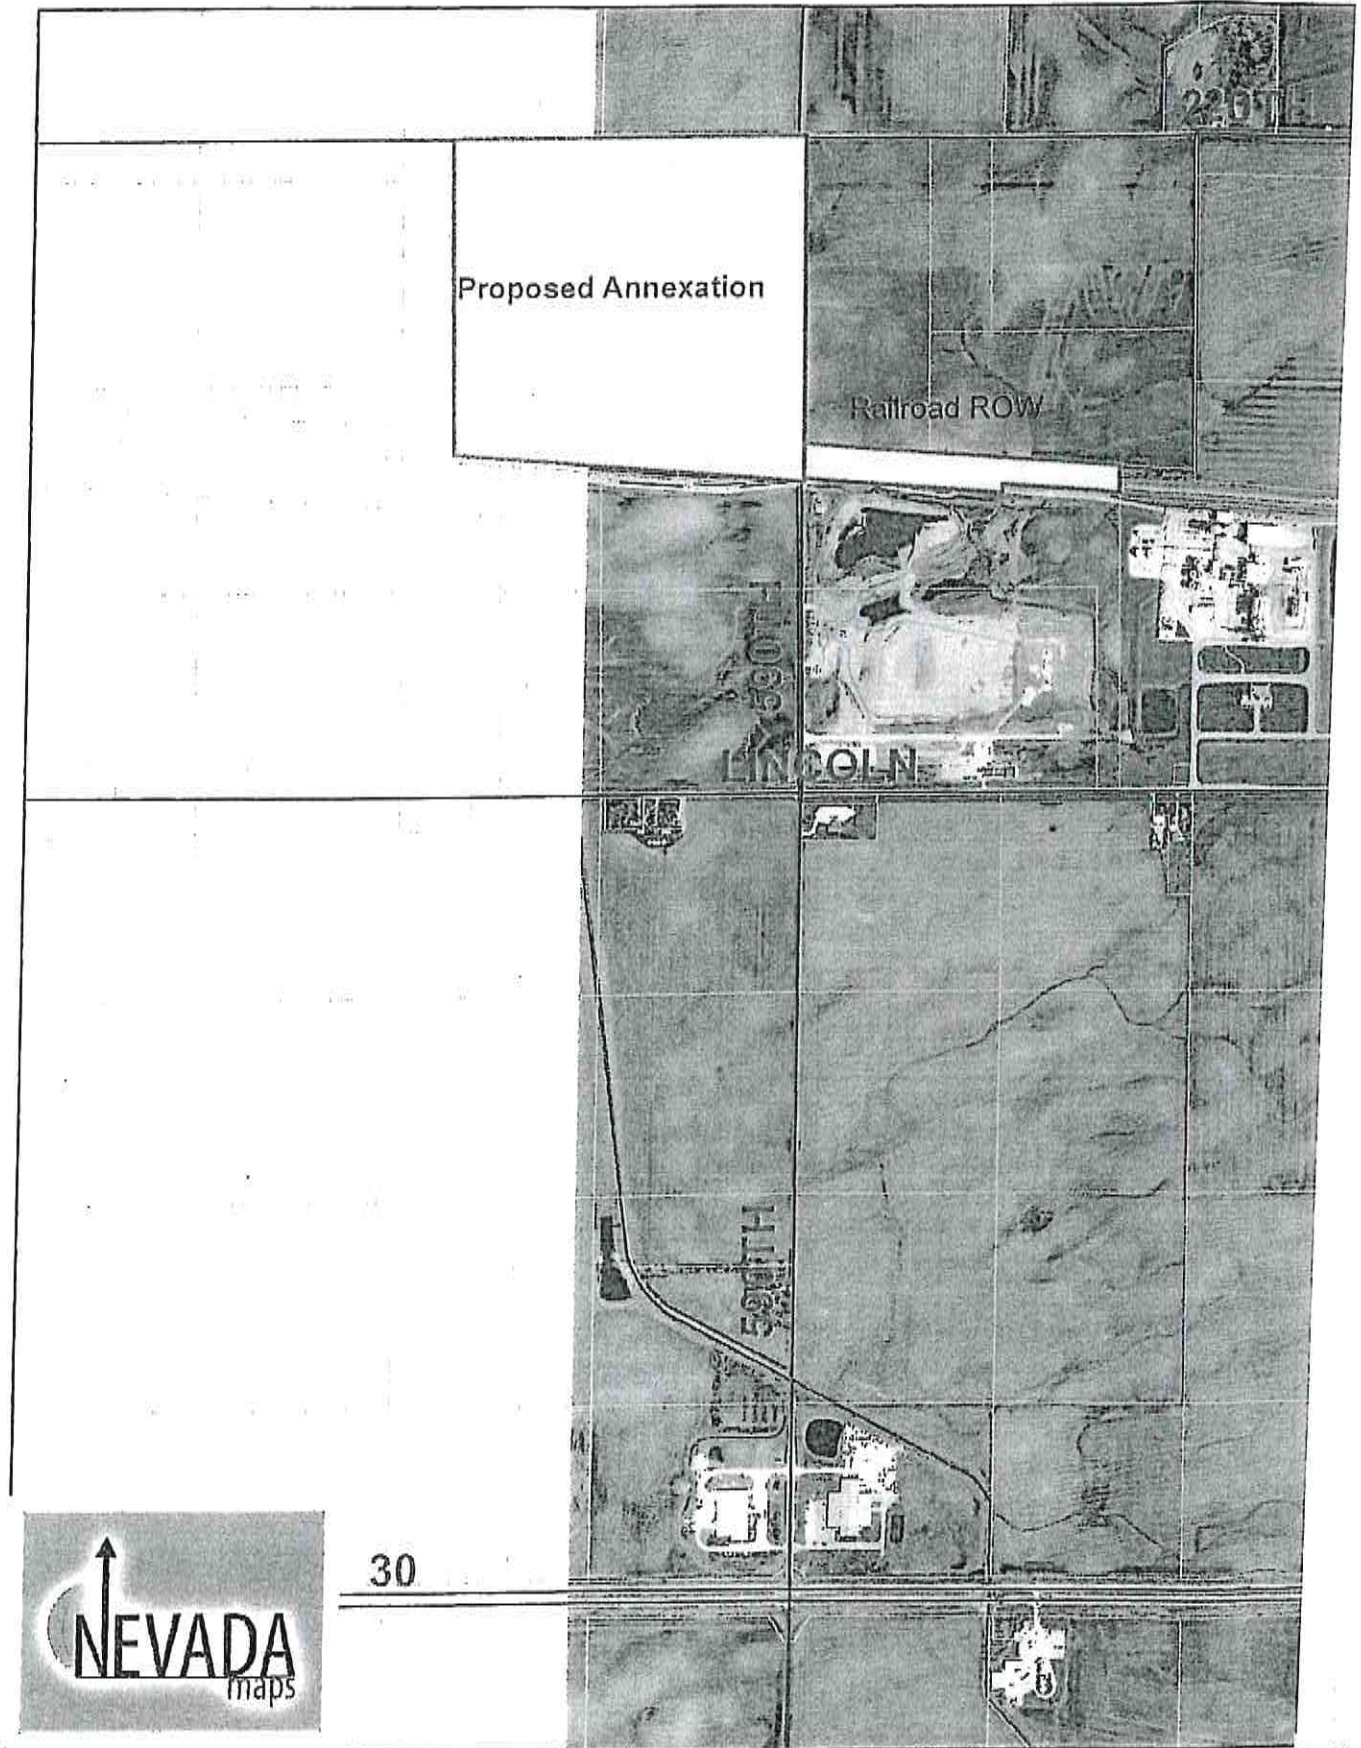 220TH
Proposed Annexation
Railroad ROW
590TH
LINCOLN
590TH
30
NEVADA
maps